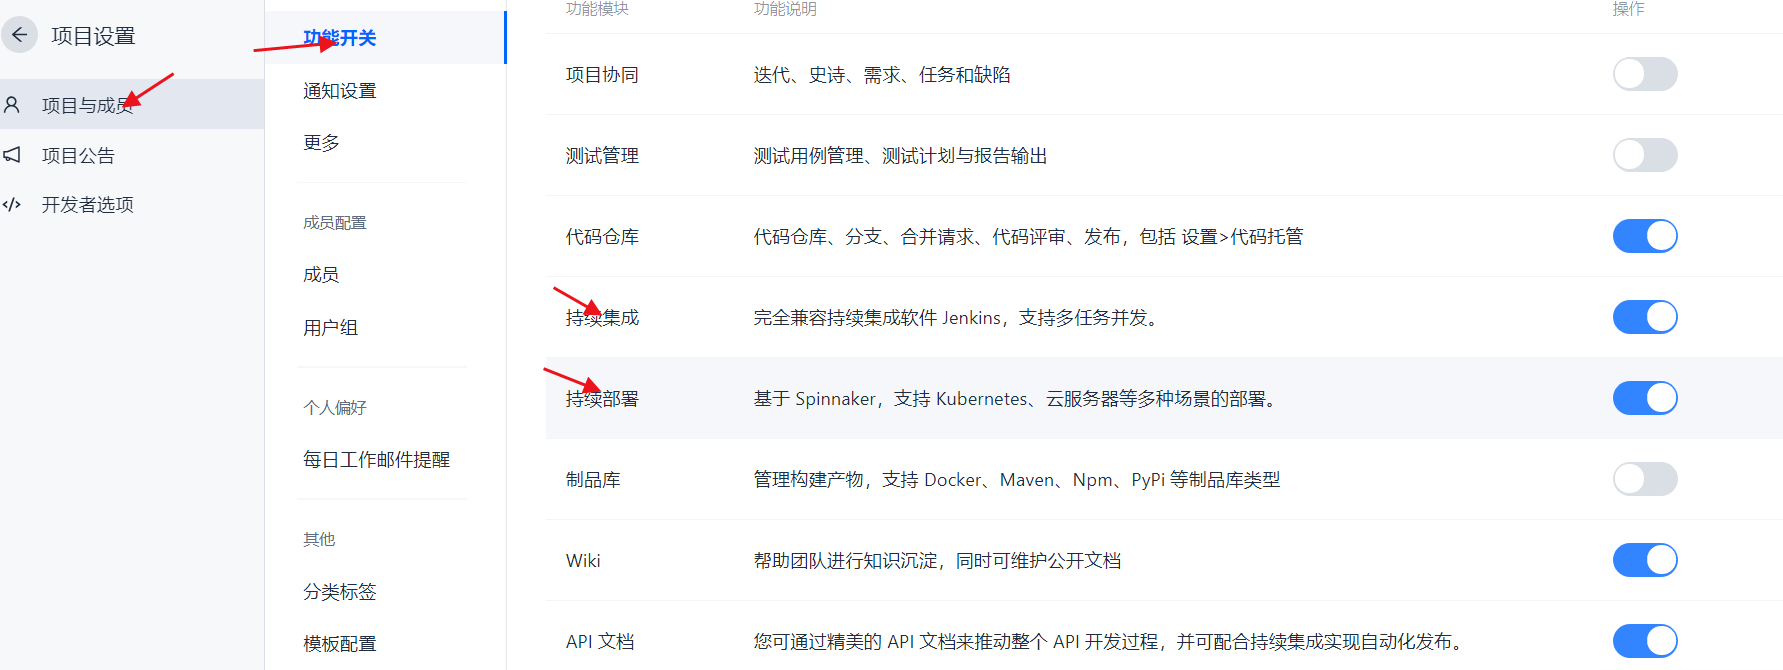 项目设置
项目与成员
项目公告
开发者选项
功能开关
通知设置
更多
成员配置
成员
用户组
个人偏好
每日工作邮件提醒
其他
分类标签
模板配置
功能模块 功能说明 操作
项目协同 迭代、史诗、需求、任务和缺陷
测试管理 测试用例管理、测试计划与报告输出
代码仓库 代码仓库、分支、合并请求、代码评审、发布，包括 设置>代码托管
持续集成 完全兼容持续集成软件 Jenkins，支持多任务并发。
持续部署 基于 Spinnaker，支持 Kubernetes、云服务器等多种场景的部署。
制品库 管理构建产物，支持 Docker、Maven、Npm、PyPi 等制品库类型
Wiki 帮助团队进行知识沉淀，同时可维护公开文档
API 文档 您可通过精美的 API 文档来推动整个 API 开发过程，并可配合持续集成实现自动化发布。